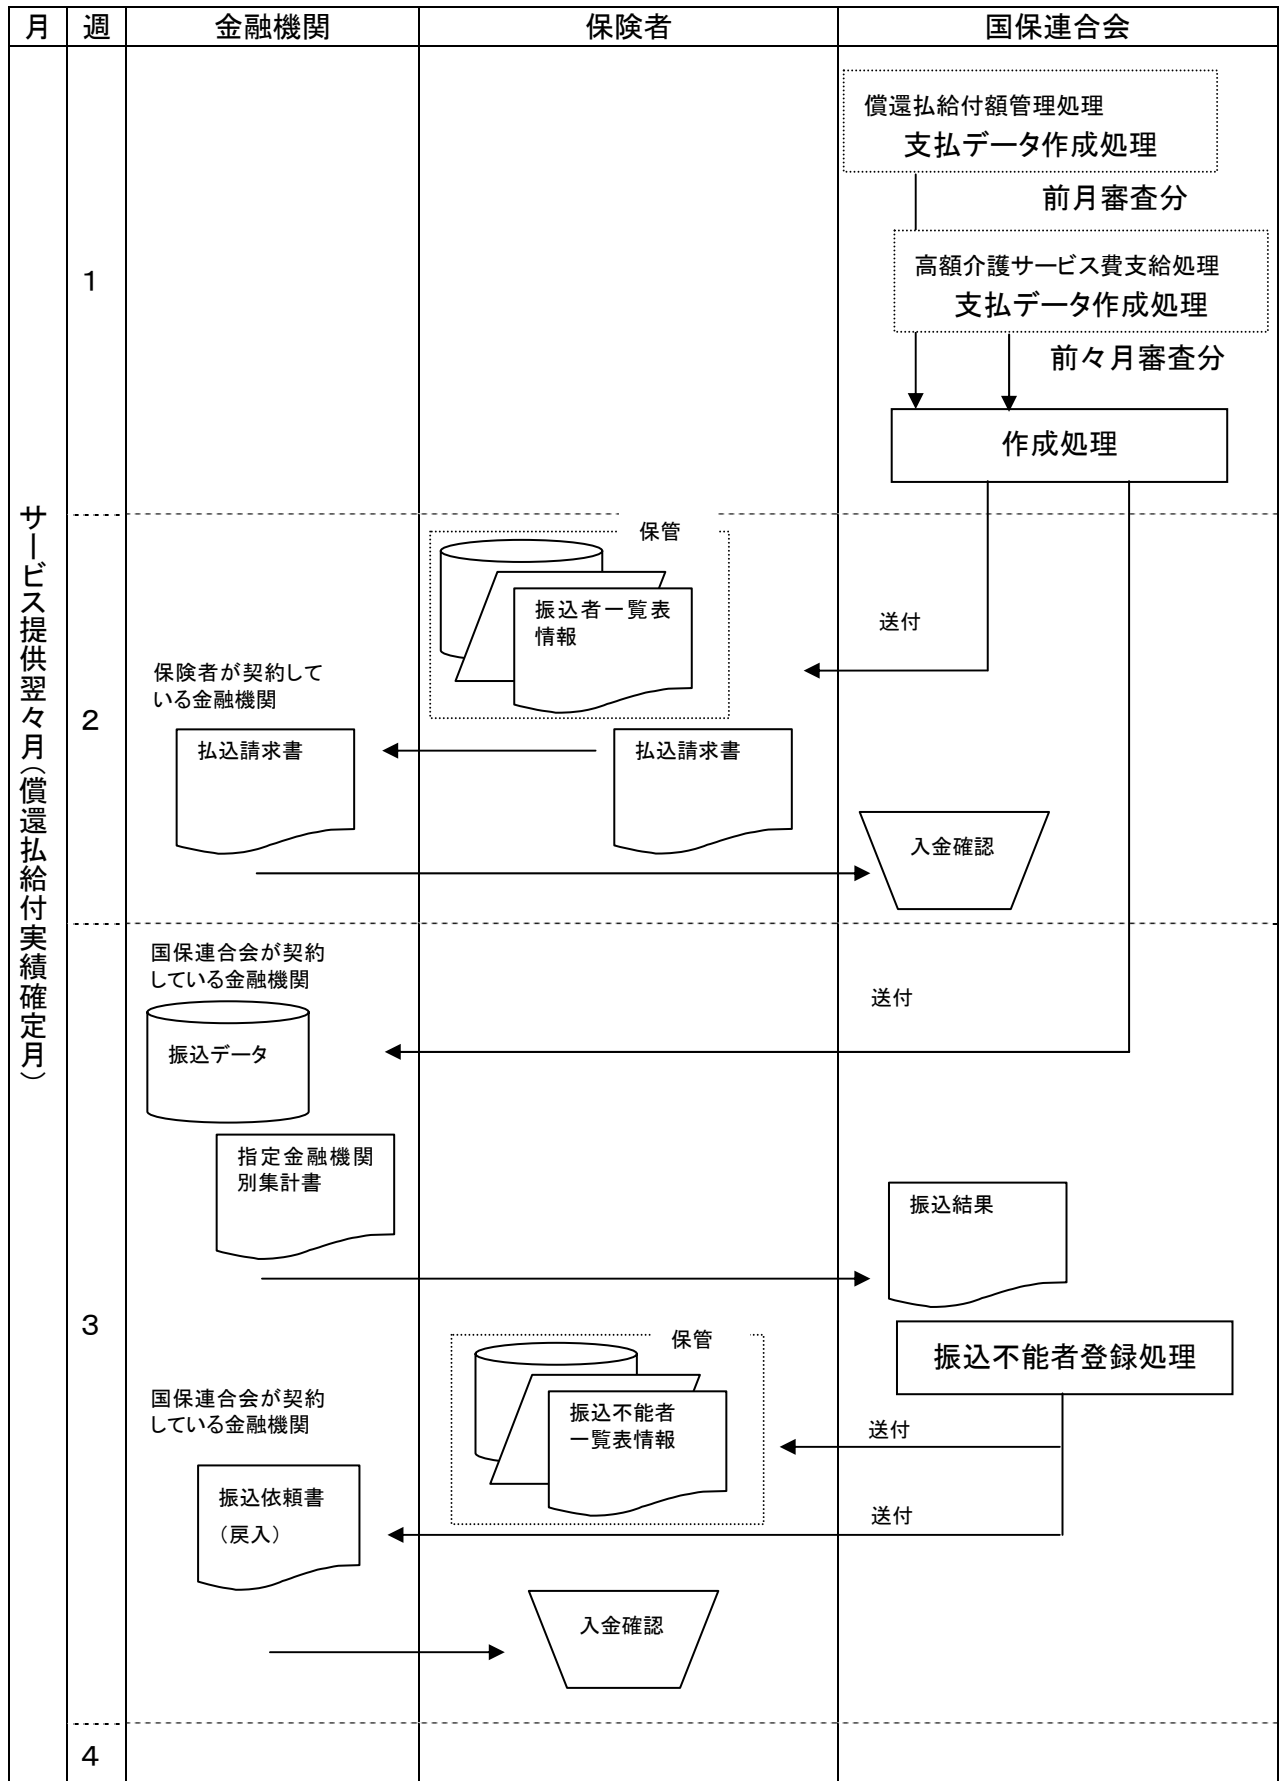 月
週
金融機関
保険者
国保連合会
サービス提供翌々月（償還払給付実績確定月）
1
償還払給付額管理処理
支払データ作成処理
前月審査分
高額介護サービス費支給処理
支払データ作成処理
前々月審査分
作成処理
2
保管
振込者一覧表
情報
送付
保険者が契約して
いる金融機関
払込請求書
払込請求書
入金確認
3
国保連合会が契約
している金融機関
送付
振込データ
指定金融機関
別集計書
振込結果
保管
振込不能者登録処理
国保連合会が契約
している金融機関
振込不能者
一覧表情報
送付
振込依頼書
（戻入）
送付
入金確認
4